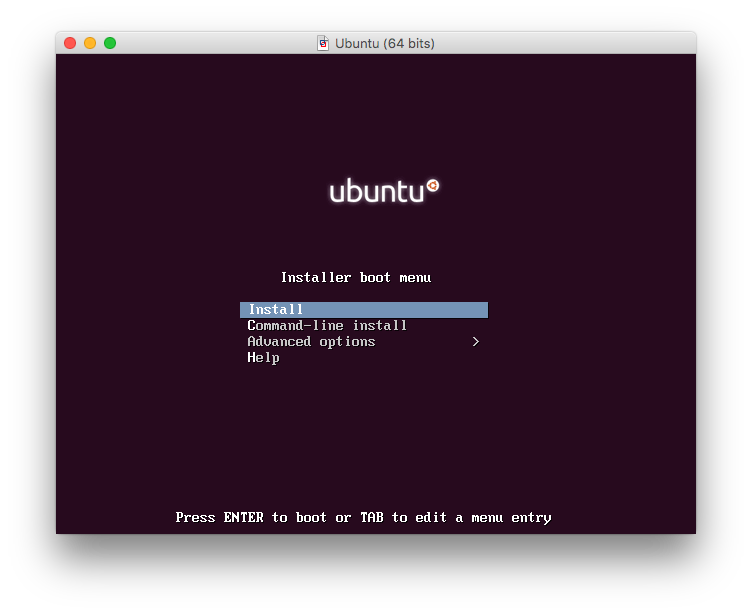 Ubuntu (64 bits)
ubuntu
Installer boot menu
Install
Command-line install
Advanced options >
Help
Press ENTER to boot or TAB to edit a menu entry